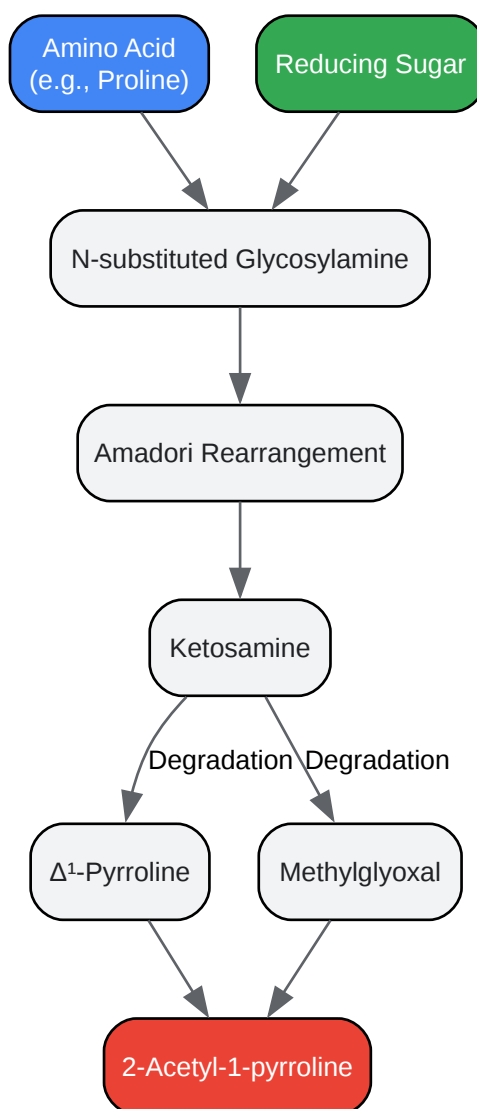 Amino Acid
(e.g., Proline)
Reducing Sugar
N-substituted Glycosylamine
Amadori Rearrangement
Ketosamine
Degradation
Degradation
Δ¹-Pyrroline
Methylglyoxal
2-Acetyl-1-pyrroline